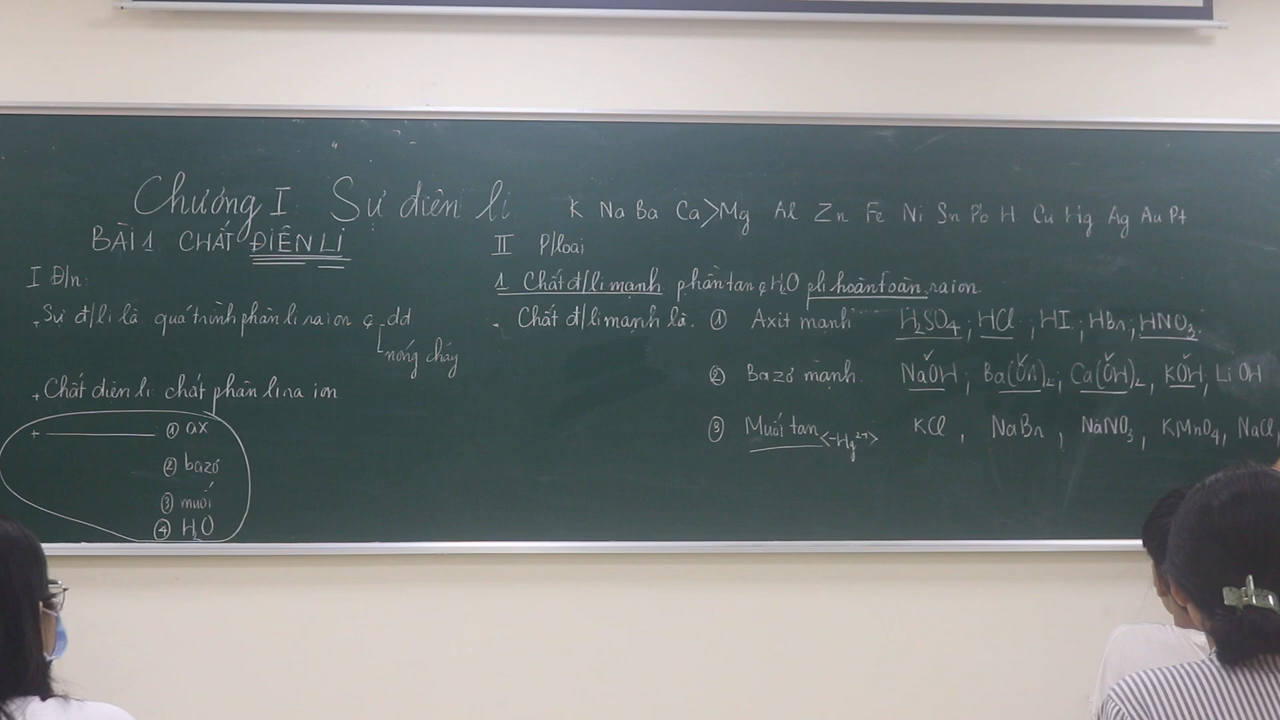 Chương I Sự điện li
BÀI 1 CHẤT ĐIỆN LI
I Đ/n:
+ Sự đ/li là quá trình phân li ra ion ç dd
nóng chảy
+ Chất điện li: chất phân li ra ion
+ ① ax
② bazơ
③ muối
④ H₂O
K Na Ba Ca > Mg Al Zn Fe Ni Sn Pb H Cu Hg Ag Au Pt
II P/loại
1 Chất đ/li mạnh phần tan ç H₂O pli hoàn toàn ra ion
- Chất đ/li mạnh là. ① Axit mạnh H₂SO₄; HCl, HI; HBr; HNO₃.
② Bazơ mạnh. NaOH; Ba(OH)₂; Ca(OH)₂, KOH, LiOH
③ Muối tan <-Hg²⁺> KCl, NaBr, NaNO₃, KMnO₄, NaCl,